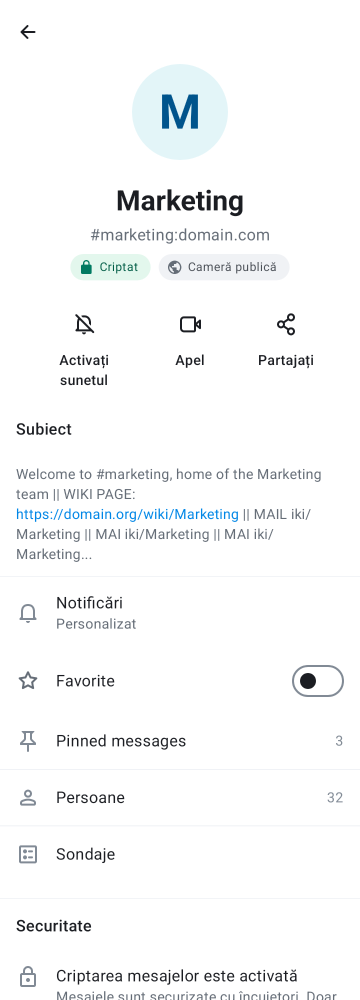 M
Marketing
#marketing:domain.com
Criptat
Cameră publică
Activați
sunetul
Apel
Partajați
Subiect
Welcome to #marketing, home of the Marketing
team || WIKI PAGE:
https://domain.org/wiki/Marketing || MAIL iki/
Marketing || MAI iki/Marketing || MAI iki/
Marketing...
Notificări
Personalizat
Favorite
Pinned messages 3
Persoane 32
Sondaje
Securitate
Criptarea mesajelor este activată
Mesajele sunt securizate cu încuietori. Doar